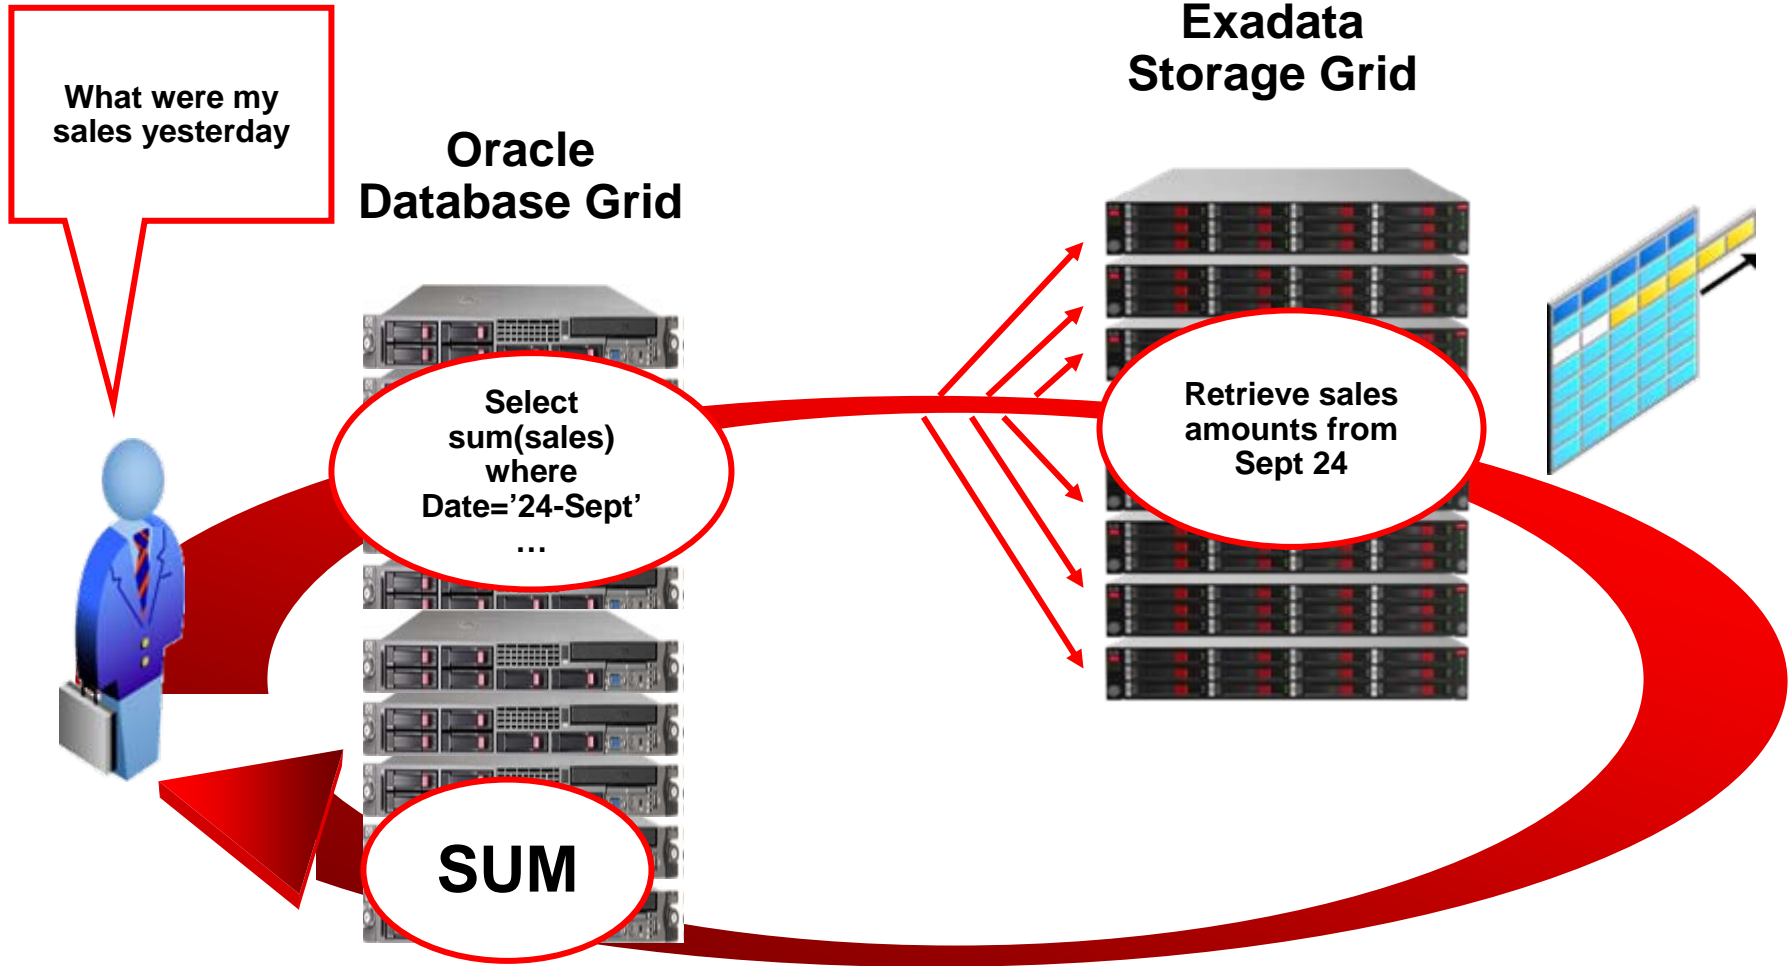 What were my
sales yesterday
Oracle
Database Grid
Exadata
Storage Grid
Select
sum(sales)
where
Date=’24-Sept’
…
Retrieve sales
amounts from
Sept 24
SUM